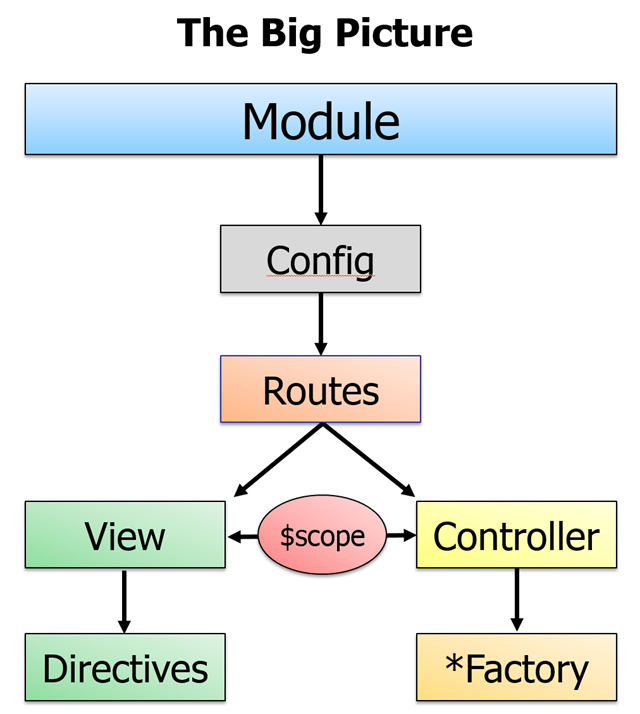 The Big Picture
Module
Config
Routes
View
$scope
Controller
Directives
*Factory